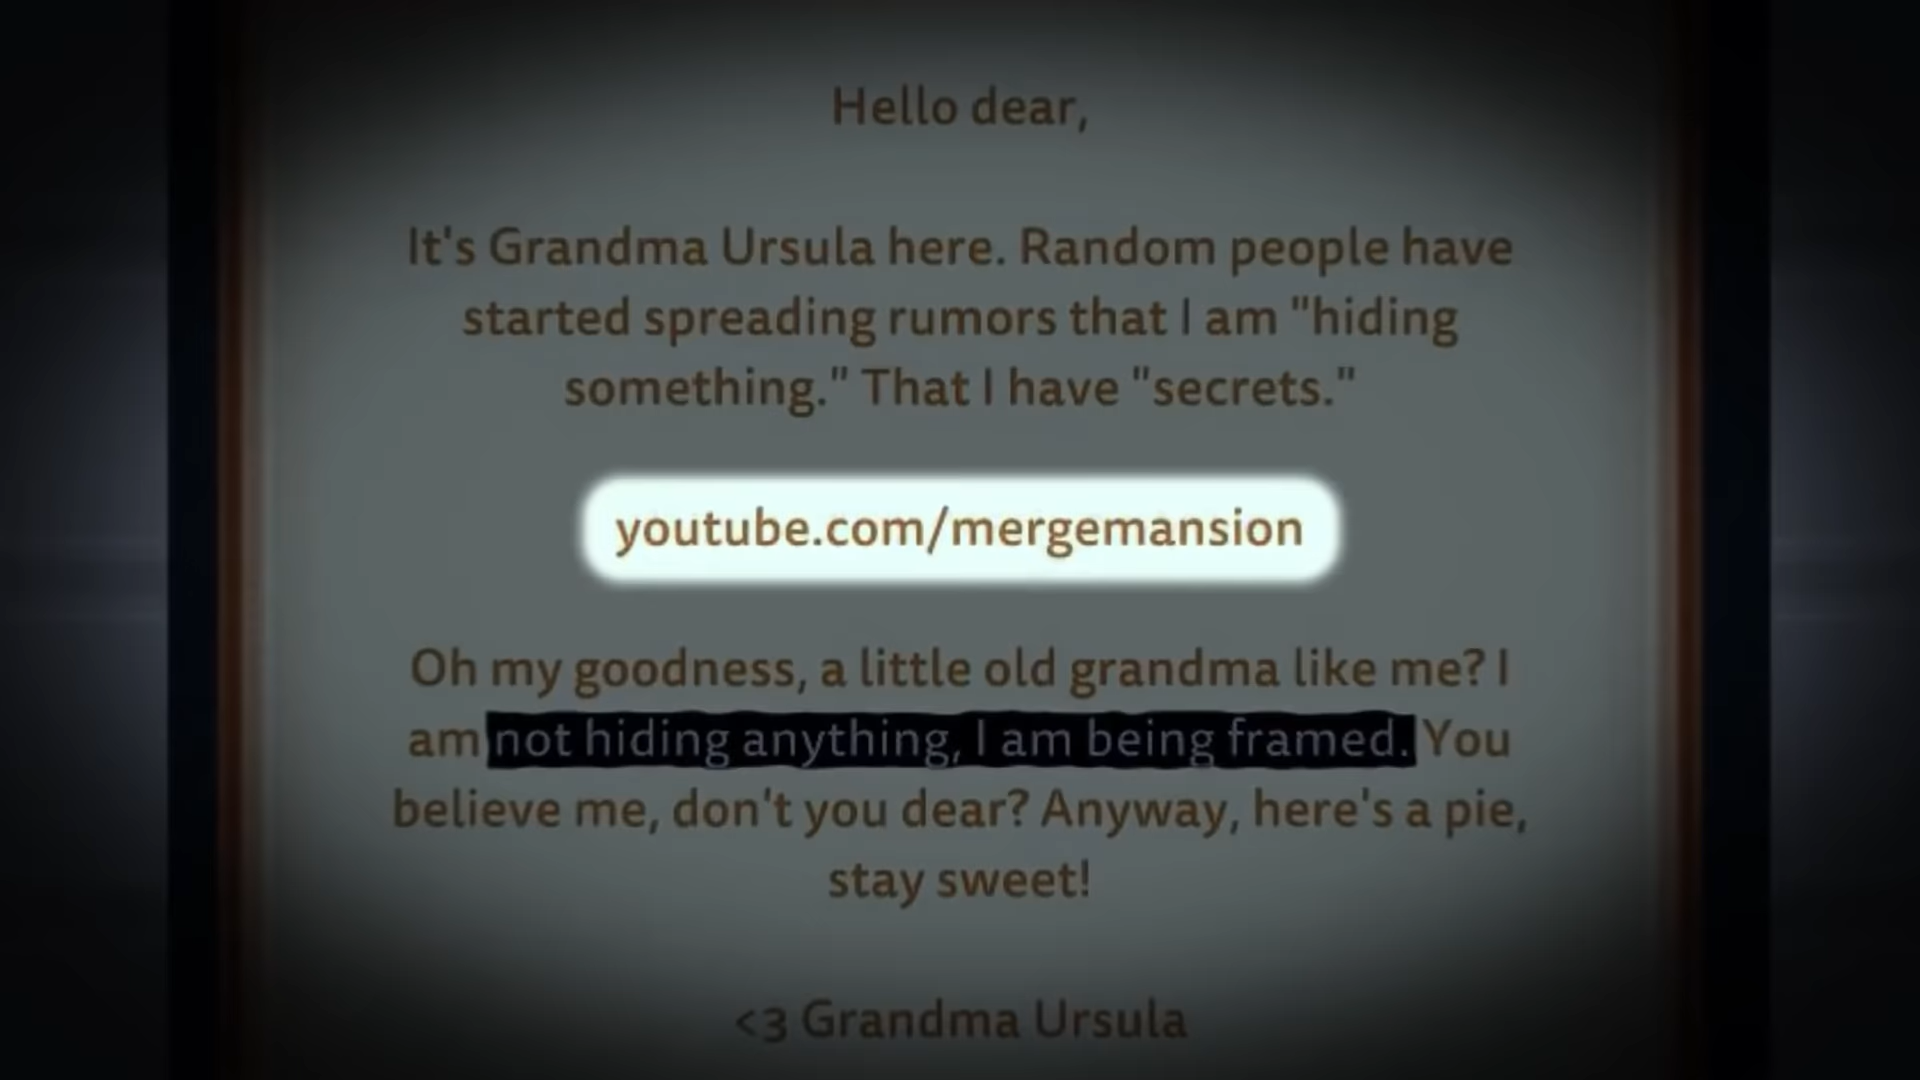 Hello dear,
It's Grandma Ursula here. Random people have
started spreading rumors that I am "hiding
something." That I have "secrets."
youtube.com/mergemansion
Oh my goodness, a little old grandma like me? I
am not hiding anything, I am being framed. You
believe me, don't you dear? Anyway, here's a pie,
stay sweet!
<3 Grandma Ursula